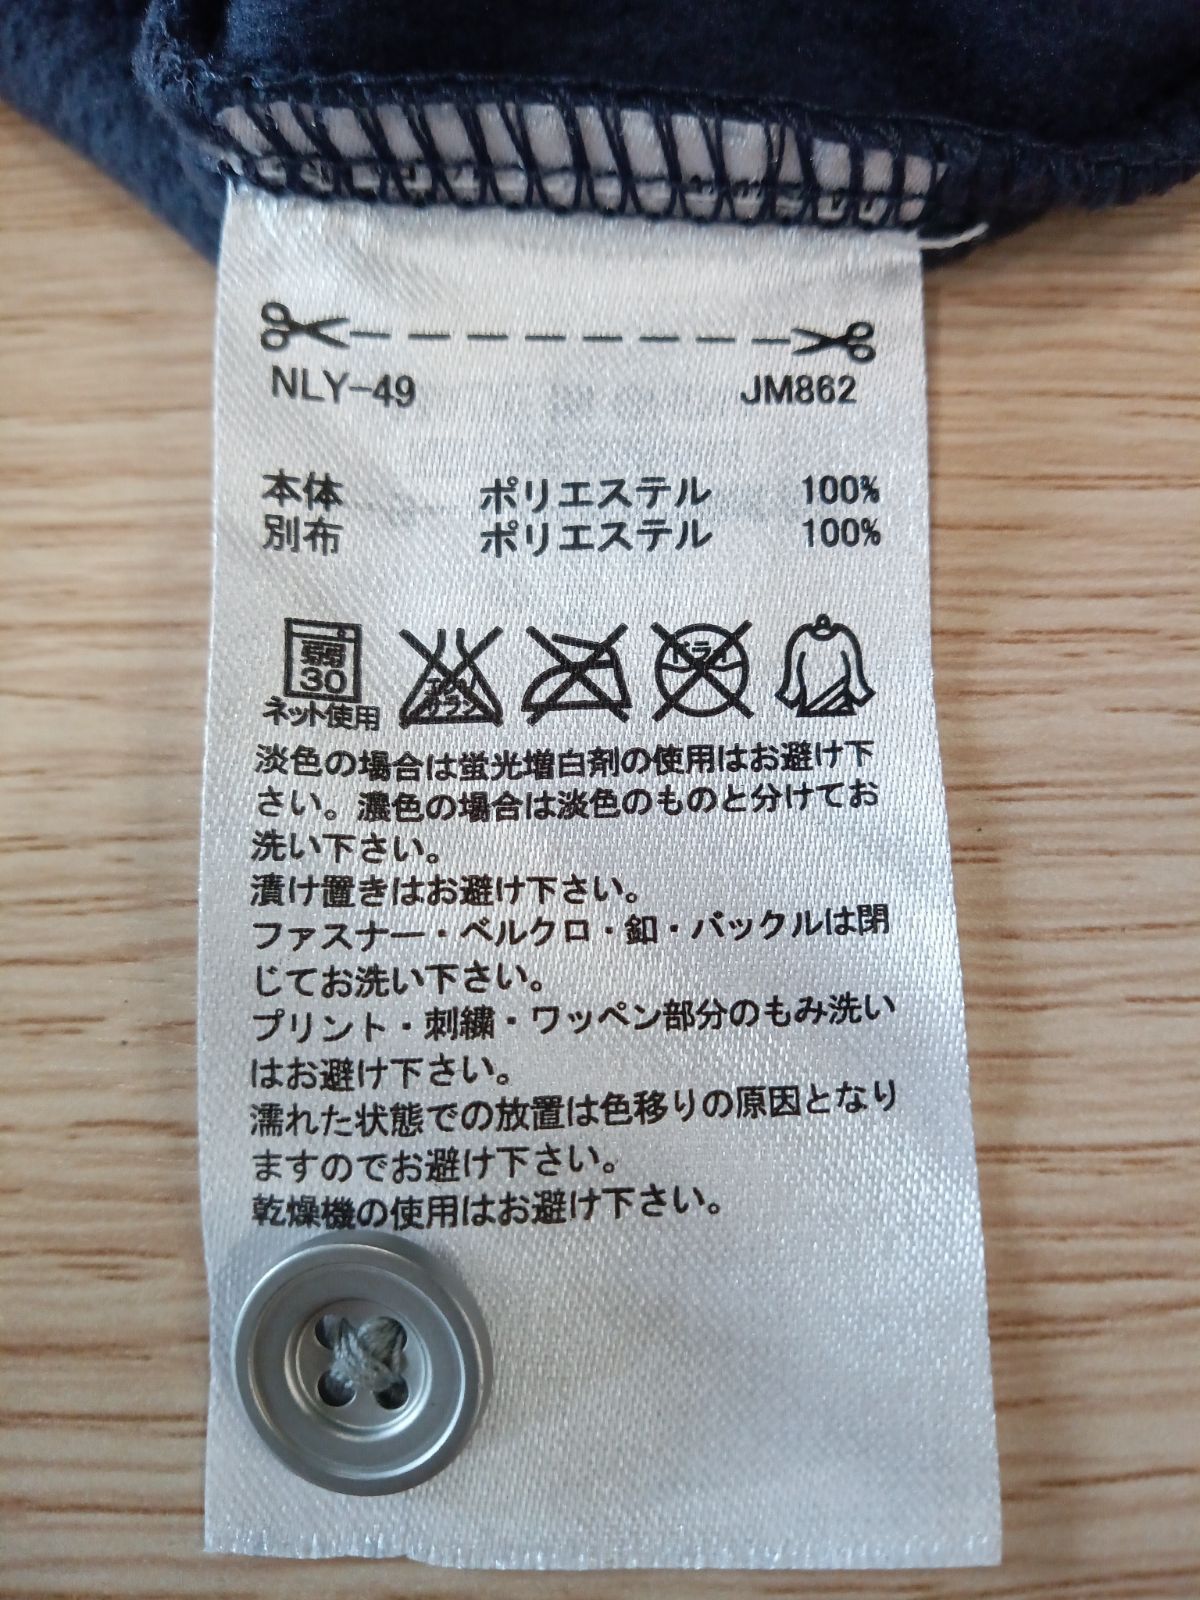 NLY-49 JM862
本体 ポリエステル 100%
別布 ポリエステル 100%
弱
30
エンソ
サラシ
ドライ
ネット使用
淡色の場合は蛍光増白剤の使用はお避け下
さい。濃色の場合は淡色のものと分けてお
洗い下さい。
漬け置きはお避け下さい。
ファスナー・ベルクロ・釦・バックルは閉
じてお洗い下さい。
プリント・刺繍・ワッペン部分のもみ洗い
はお避け下さい。
濡れた状態での放置は色移りの原因となり
ますのでお避け下さい。
乾燥機の使用はお避け下さい。